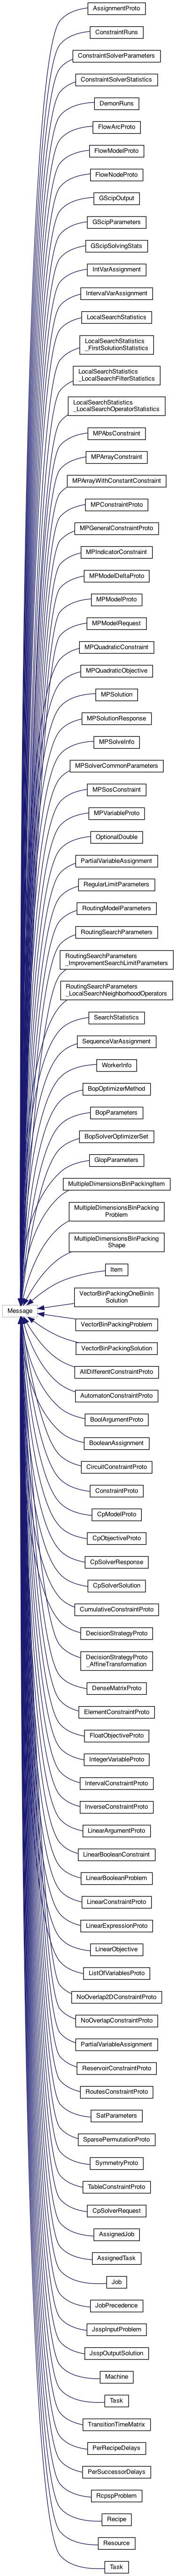 AssignmentProto
ConstraintRuns
ConstraintSolverParameters
ConstraintSolverStatistics
DemonRuns
FlowArcProto
FlowModelProto
FlowNodeProto
GScipOutput
GScipParameters
GScipSolvingStats
IntVarAssignment
IntervalVarAssignment
LocalSearchStatistics
LocalSearchStatistics
_FirstSolutionStatistics
LocalSearchStatistics
_LocalSearchFilterStatistics
LocalSearchStatistics
_LocalSearchOperatorStatistics
MPAbsConstraint
MPArrayConstraint
MPArrayWithConstantConstraint
MPConstraintProto
MPGeneralConstraintProto
MPIndicatorConstraint
MPModelDeltaProto
MPModelProto
MPModelRequest
MPQuadraticConstraint
MPQuadraticObjective
MPSolution
MPSolutionResponse
MPSolveInfo
MPSolverCommonParameters
MPSosConstraint
MPVariableProto
OptionalDouble
PartialVariableAssignment
RegularLimitParameters
RoutingModelParameters
RoutingSearchParameters
RoutingSearchParameters
_ImprovementSearchLimitParameters
RoutingSearchParameters
_LocalSearchNeighborhoodOperators
SearchStatistics
SequenceVarAssignment
WorkerInfo
BopOptimizerMethod
BopParameters
BopSolverOptimizerSet
GlopParameters
MultipleDimensionsBinPackingItem
MultipleDimensionsBinPacking
Problem
MultipleDimensionsBinPacking
Shape
Item
VectorBinPackingOneBinIn
Solution
Message
VectorBinPackingProblem
VectorBinPackingSolution
AllDifferentConstraintProto
AutomatonConstraintProto
BoolArgumentProto
BooleanAssignment
CircuitConstraintProto
ConstraintProto
CpModelProto
CpObjectiveProto
CpSolverResponse
CpSolverSolution
CumulativeConstraintProto
DecisionStrategyProto
DecisionStrategyProto
_AffineTransformation
DenseMatrixProto
ElementConstraintProto
FloatObjectiveProto
IntegerVariableProto
IntervalConstraintProto
InverseConstraintProto
LinearArgumentProto
LinearBooleanConstraint
LinearBooleanProblem
LinearConstraintProto
LinearExpressionProto
LinearObjective
ListOfVariablesProto
NoOverlap2DConstraintProto
NoOverlapConstraintProto
PartialVariableAssignment
ReservoirConstraintProto
RoutesConstraintProto
SatParameters
SparsePermutationProto
SymmetryProto
TableConstraintProto
CpSolverRequest
AssignedJob
AssignedTask
Job
JobPrecedence
JsspInputProblem
JsspOutputSolution
Machine
Task
TransitionTimeMatrix
PerRecipeDelays
PerSuccessorDelays
RcpspProblem
Recipe
Resource
Task